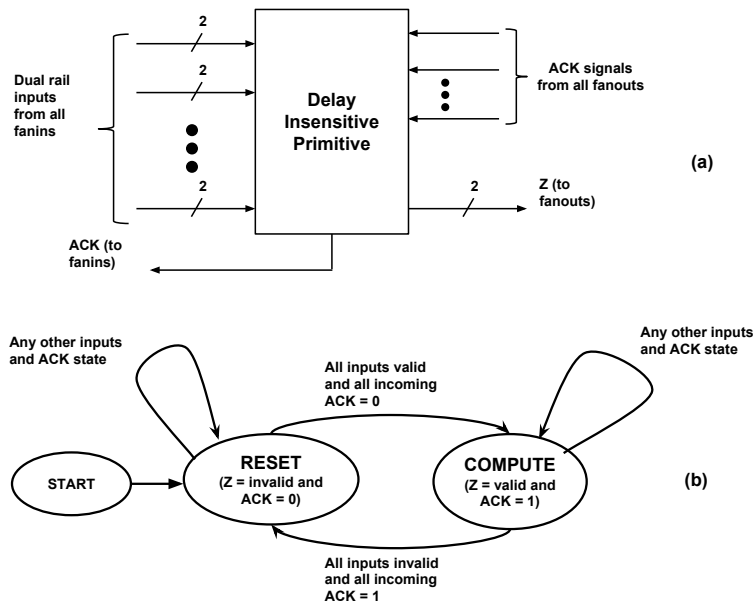 2
2
2
Dual rail
inputs
from all
fanins
Delay
Insensitive
Primitive
ACK signals
from all fanouts
(a)
2
Z (to
fanouts)
ACK (to
fanins)
Any other inputs
and ACK state
All inputs valid
and all incoming
ACK = 0
Any other inputs
and ACK state
START
RESET
(Z = invalid and
ACK = 0)
COMPUTE
(Z = valid and
ACK = 1)
(b)
All inputs invalid
and all incoming
ACK = 1